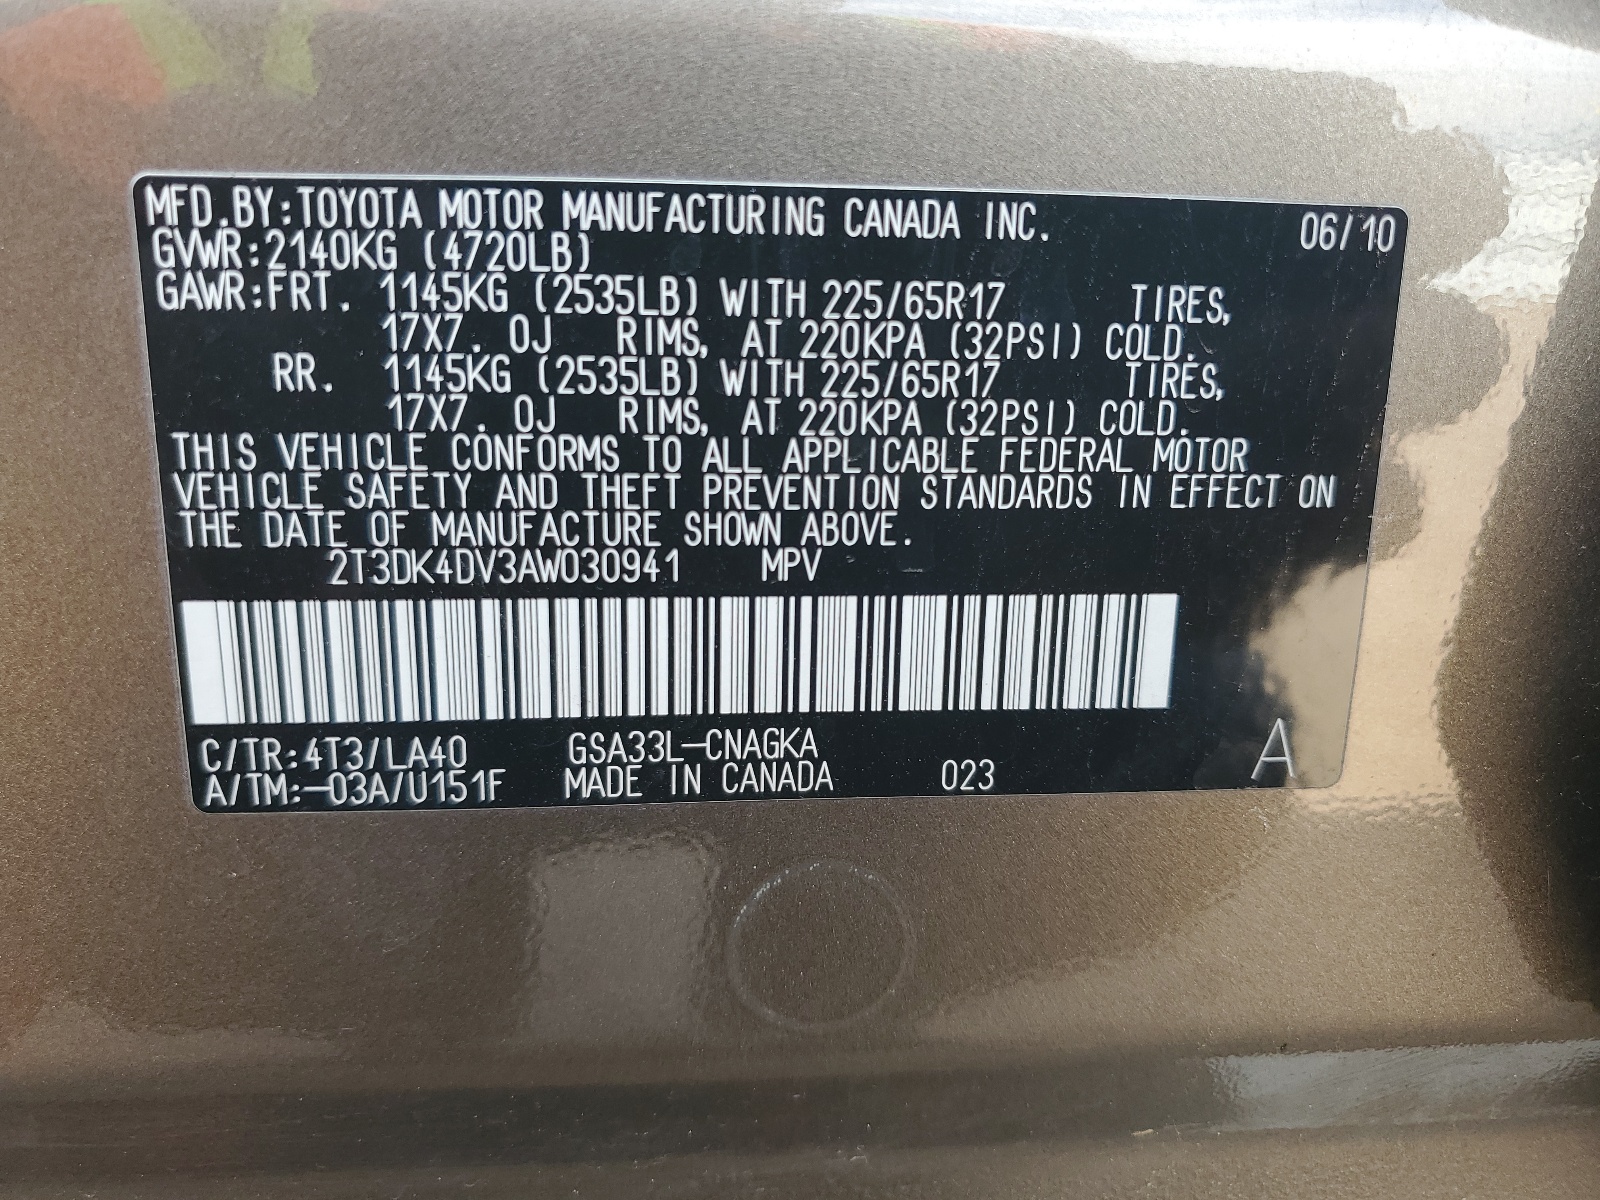 MFD.BY:TOYOTA MOTOR MANUFACTURING CANADA INC. 06/10
GVWR:2140KG (4720LB)
GAWR:FRT. 1145KG (2535LB) WITH 225/65R17 TIRES,
17X7.0J RIMS, AT 220KPA (32PSI) COLD.
RR. 1145KG (2535LB) WITH 225/65R17 TIRES,
17X7.0J RIMS, AT 220KPA (32PSI) COLD.
THIS VEHICLE CONFORMS TO ALL APPLICABLE FEDERAL MOTOR
VEHICLE SAFETY AND THEFT PREVENTION STANDARDS IN EFFECT ON
THE DATE OF MANUFACTURE SHOWN ABOVE.
2T3DK4DV3AW030941 MPV
C/TR:4T3/LA40 GSA33L-CNAGKA
A/TM:-03A/U151F MADE IN CANADA 023 A